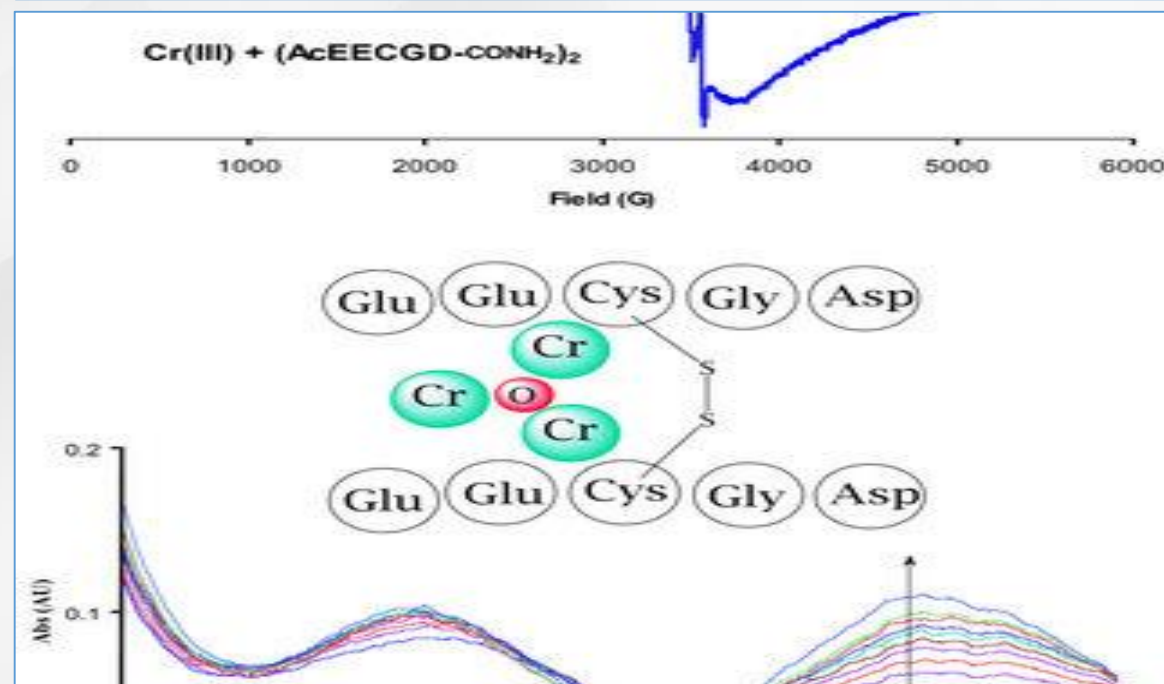 Cr(III) + (AcEECGD-CONH₂)₂
0 1000 2000 3000 4000 5000 6000
Field (G)
Glu Glu Cys Gly Asp
Cr
S
Cr O
Cr
S
0.2
Glu Glu Cys Gly Asp
Abs (AU)
0.1